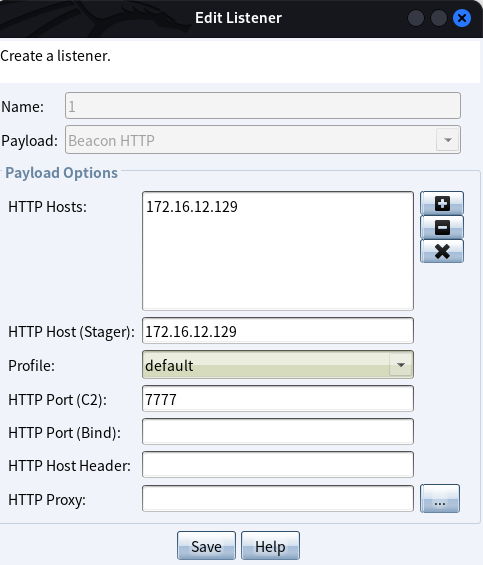 Edit Listener
Create a listener.
Name: 1
Payload: Beacon HTTP
Payload Options
HTTP Hosts: 172.16.12.129
HTTP Host (Stager): 172.16.12.129
Profile: default
HTTP Port (C2): 7777
HTTP Port (Bind):
HTTP Host Header:
HTTP Proxy: ...
Save Help